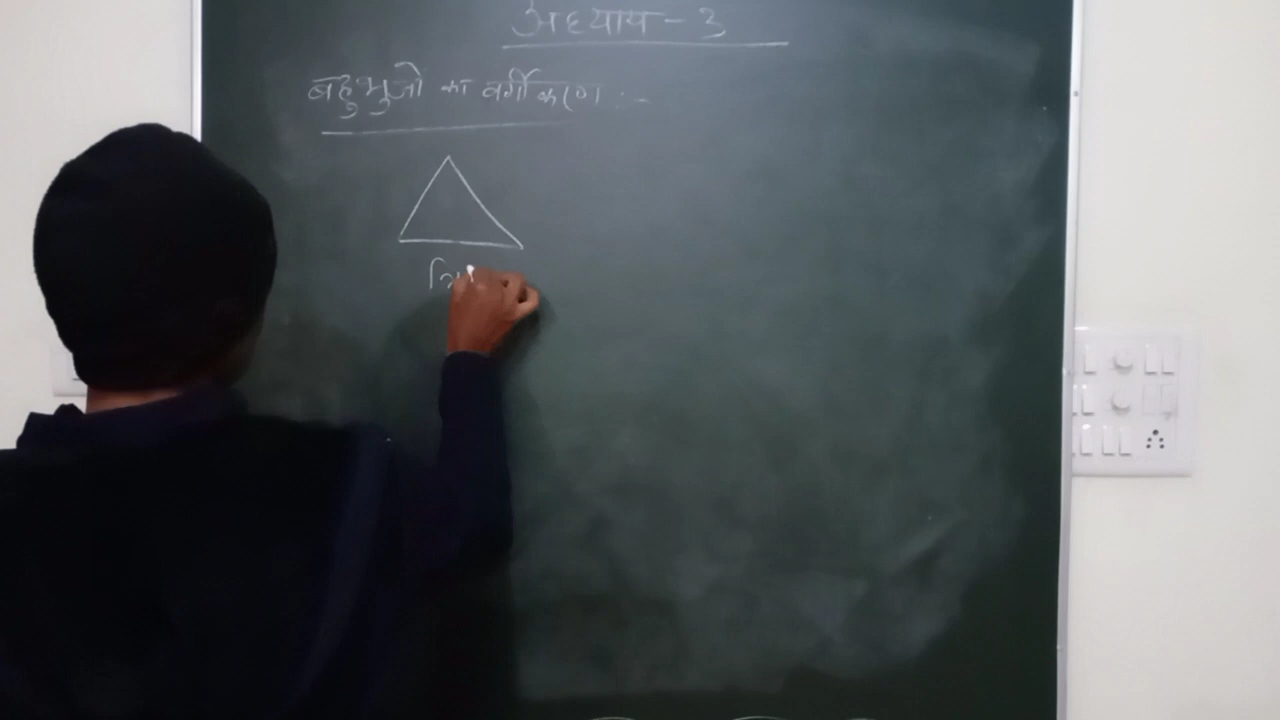 अध्याय - 3
बहुभुजो का वर्गीकरण :-
त्रि